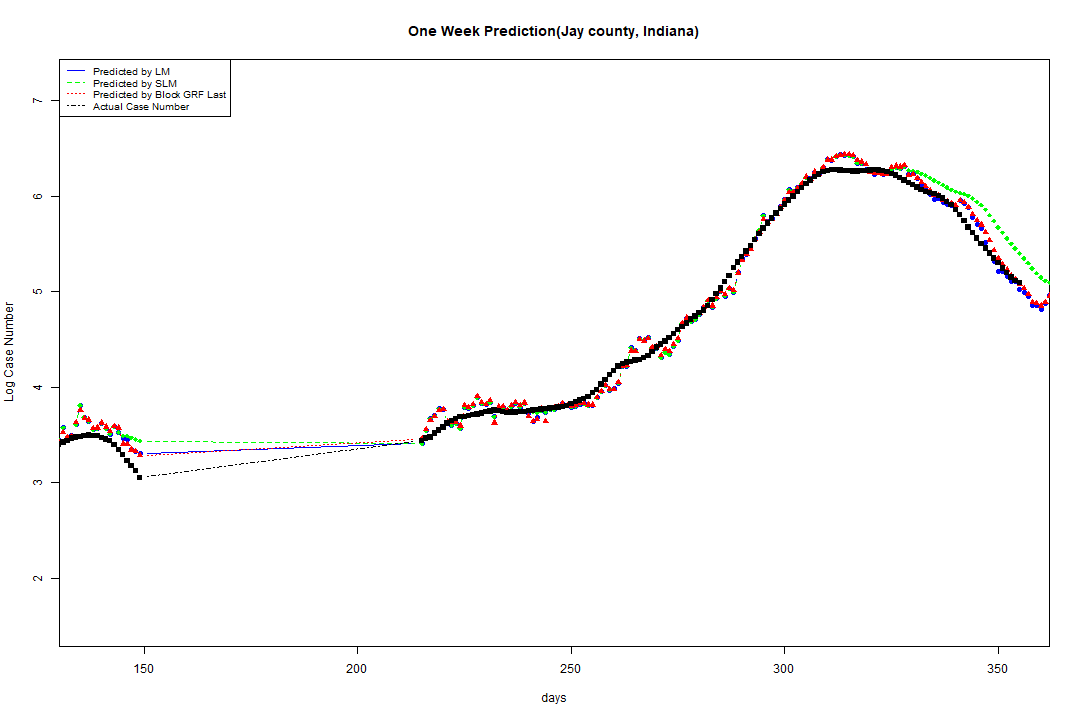 One Week Prediction(Jay county, Indiana)
Predicted by LM
Predicted by SLM
Predicted by Block GRF Last
Actual Case Number
7
6
5
4
3
2
Log Case Number
150 200 250 300 350
days